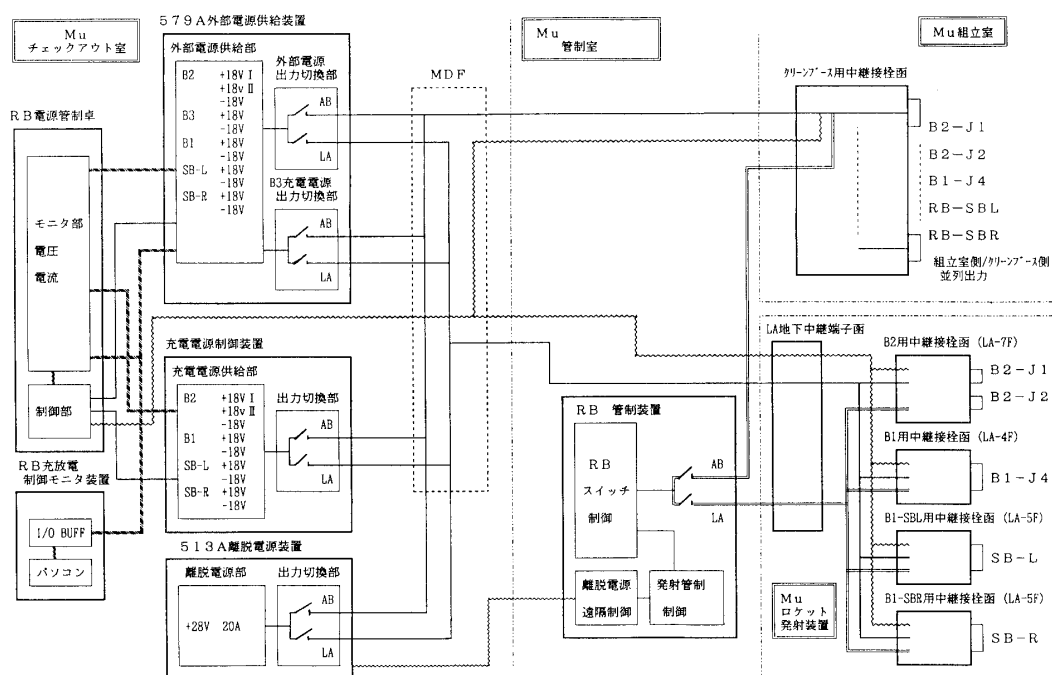 Mu
チェックアウト室
579A外部電源供給装置
外部電源供給部
B2 +18V I
+18v II
-18V
B3 +18V
-18V
B1 +18V
-18V
SB-L +18V
-18V
SB-R +18V
-18V
外部電源
出力切換部
AB
LA
B3充電電源
出力切換部
AB
LA
RB電源管制卓
モニタ部
電圧
電流
制御部
RB充放電
制御モニタ装置
I/O BUFF
パソコン
充電電源制御装置
充電電源供給部
B2 +18V I
+18v II
-18V
B1 +18V
-18V
SB-L +18V
-18V
SB-R +18V
-18V
出力切換部
AB
LA
513A離脱電源装置
離脱電源部
+28V 20A
出力切換部
AB
LA
MDF
Mu
管制室
RB 管制装置
RB
スイッチ
制御
AB
LA
離脱電源
遠隔制御
発射管制
制御
Mu組立室
クリーンブース用中継接栓函
B2-J1
B2-J2
B1-J4
RB-SBL
RB-SBR
組立室側/クリーンブース側
並列出力
LA地下中継端子函
B2用中継接栓函 (LA-7F)
B2-J1
B2-J2
B1用中継接栓函 (LA-4F)
B1-J4
B1-SBL用中継接栓函 (LA-5F)
SB-L
B1-SBR用中継接栓函 (LA-5F)
SB-R
Mu
ロケット
発射装置